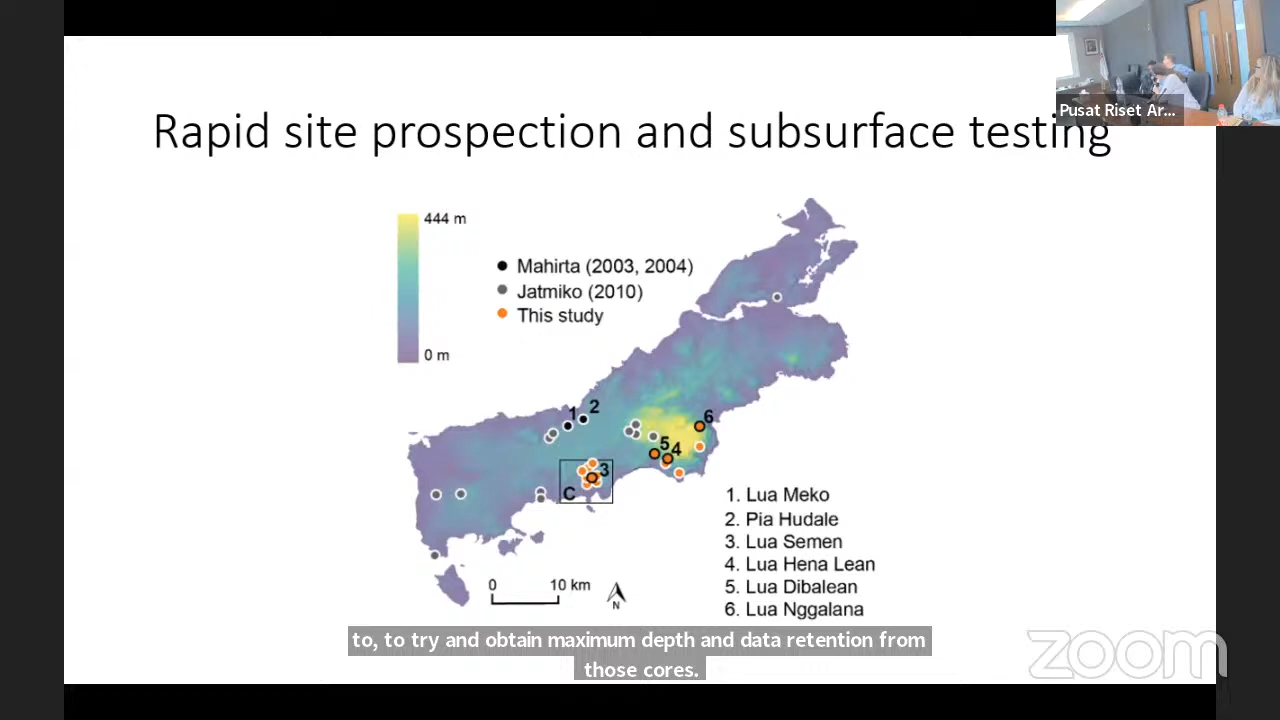 Pusat Riset Ar...
Rapid site prospection and subsurface testing
444 m
Mahirta (2003, 2004)
Jatmiko (2010)
This study
0 m
1
2
6
5
4
3
C
1. Lua Meko
2. Pia Hudale
3. Lua Semen
4. Lua Hena Lean
5. Lua Dibalean
6. Lua Nggalana
0
10 km
N
to, to try and obtain maximum depth and data retention from
those cores.
zoom